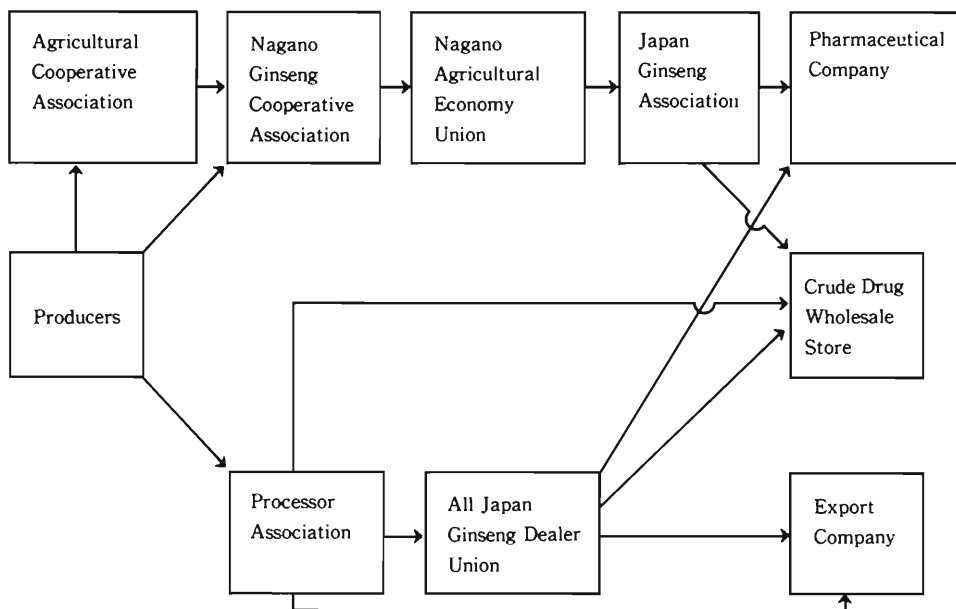 Agricultural
Cooperative
Association
Nagano
Ginseng
Cooperative
Association
Nagano
Agricultural
Economy
Union
Japan
Ginseng
Association
Pharmaceutical
Company
Producers
Crude Drug
Wholesale
Store
Processor
Association
All Japan
Ginseng Dealer
Union
Export
Company